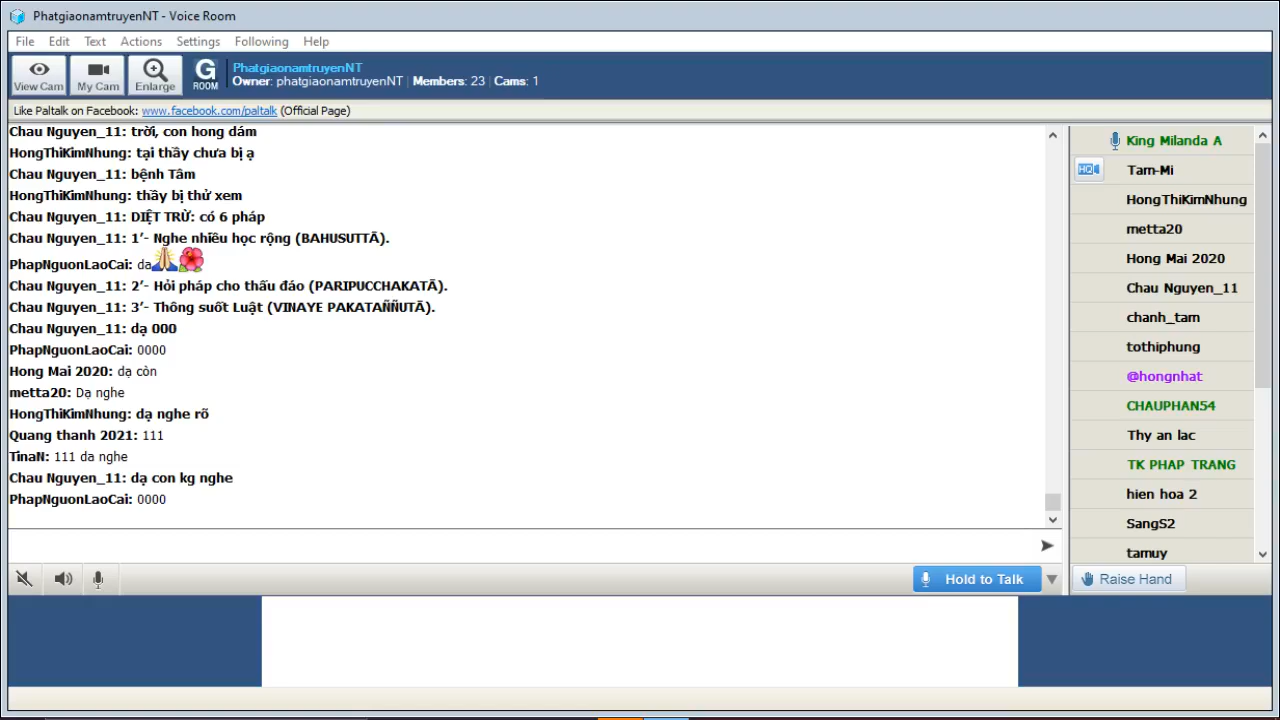 PhatgiaonamtruyenNT - Voice Room
File Edit Text Actions Settings Following Help
View Cam
My Cam
Enlarge
G
ROOM
PhatgiaonamtruyenNT
Owner: phatgiaonamtruyenNT | Members: 23 | Cams: 1
Like Paltalk on Facebook: www.facebook.com/paltalk (Official Page)
Chau Nguyen_11: trời, con hong dám
HongThiKimNhung: tại thầy chưa bị ạ
Chau Nguyen_11: bệnh Tâm
HongThiKimNhung: thầy bị thử xem
Chau Nguyen_11: DIỆT TRỪ: có 6 pháp
Chau Nguyen_11: 1’- Nghe nhiều học rộng (BAHUSUTTĀ).
PhapNguonLaoCai: da
Chau Nguyen_11: 2’- Hỏi pháp cho thấu đáo (PARIPUCCHAKATĀ).
Chau Nguyen_11: 3’- Thông suốt Luật (VINAYE PAKATAÑÑUTĀ).
Chau Nguyen_11: dạ 000
PhapNguonLaoCai: 0000
Hong Mai 2020: dạ còn
metta20: Dạ nghe
HongThiKimNhung: dạ nghe rõ
Quang thanh 2021: 111
TinaN: 111 da nghe
Chau Nguyen_11: dạ con kg nghe
PhapNguonLaoCai: 0000
King Milanda A
HQ
Tam-Mi
HongThiKimNhung
metta20
Hong Mai 2020
Chau Nguyen_11
chanh_tam
tothiphung
@hongnhat
CHAUPHAN54
Thy an lac
TK PHAP TRANG
hien hoa 2
SangS2
tamuy
Hold to Talk
Raise Hand